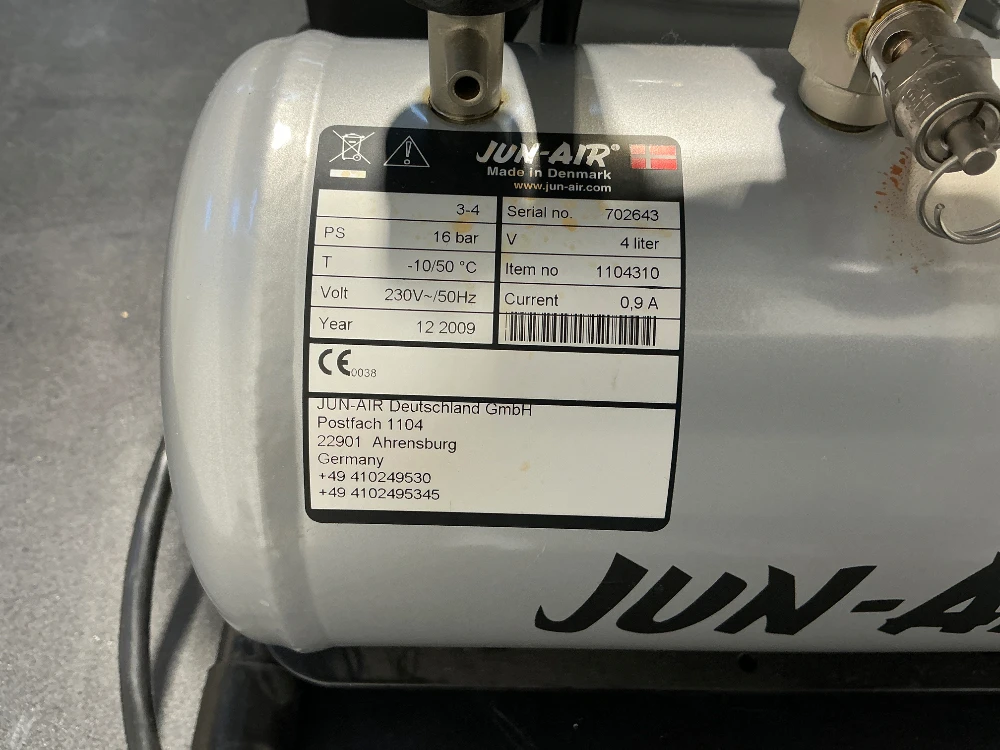 JUN-AIR®
Made in Denmark
www.jun-air.com
3-4
PS 16 bar
T -10/50 °C
Volt 230V~/50Hz
Year 12 2009
Serial no. 702643
V 4 liter
Item no 1104310
Current 0,9 A
CE 0038
JUN-AIR Deutschland GmbH
Postfach 1104
22901 Ahrensburg
Germany
+49 410249530
+49 4102495345
JUN-A